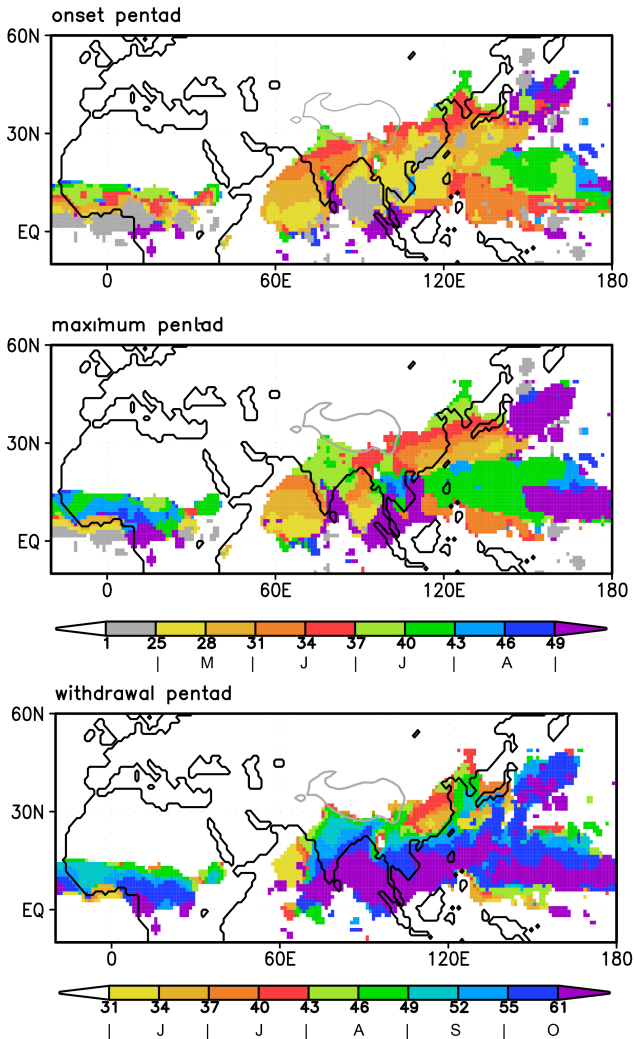 onset pentad
60N
30N
EQ
0 60E 120E 180
maximum pentad
60N
30N
EQ
0 60E 120E 180
1 25 28 31 34 37 40 43 46 49
| M | J | J | A |
withdrawal pentad
60N
30N
EQ
0 60E 120E 180
31 34 37 40 43 46 49 52 55 61
| J | J | A | S | O